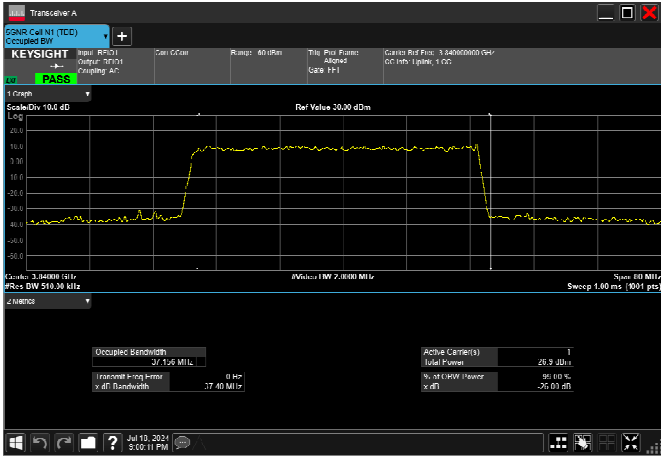 Transceiver A
5GNR Cell N1 (TDD)
Occupied BW
KEYSIGHT
Input: RFIO1
Output: RFIO1
Coupling: AC
Corr CCorr
Range: -60 dBm
Trig: Prol Frame
Aligned
Gate: FFT
Carrier Ref Freq: 3.840000000 GHz
CC Info: Uplink, 1 CC
PASS
1 Graph
Scale/Div 10.0 dB
Ref Value 30.00 dBm
Log
20.0
10.0
0.00
-10.0
-20.0
-30.0
-40.0
-50.0
-60.0
Center 3.84000 GHz
#Video BW 2.0000 MHz
Span 80 MHz
#Res BW 510.00 kHz
Sweep 1.00 ms (1001 pts)
2 Metrics
Occupied Bandwidth
37.156 MHz
Transmit Freq Error
0 Hz
x dB Bandwidth
37.40 MHz
Active Carrier(s)
1
Total Power
26.9 dBm
% of OBW Power
99.00 %
x dB
-26.00 dB
?
Jul 18, 2024
9:00:11 PM